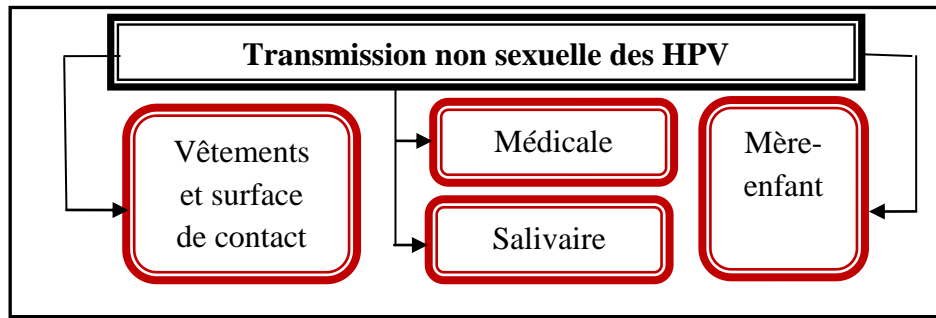 Transmission non sexuelle des HPV
Vêtements
et surface
de contact
Médicale
Salivaire
Mère-
enfant